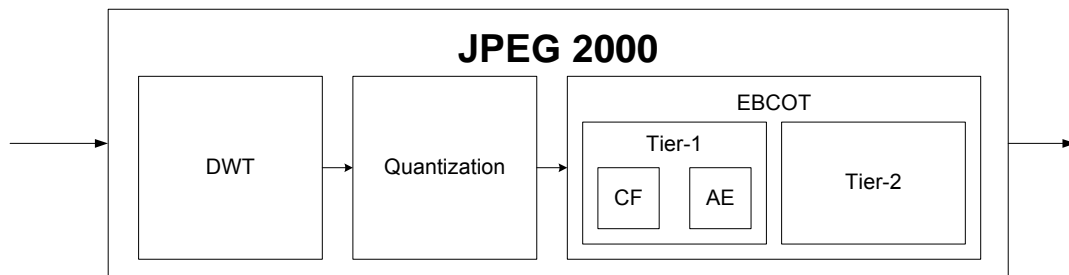 JPEG 2000
DWT
Quantization
EBCOT
Tier-1
CF
AE
Tier-2